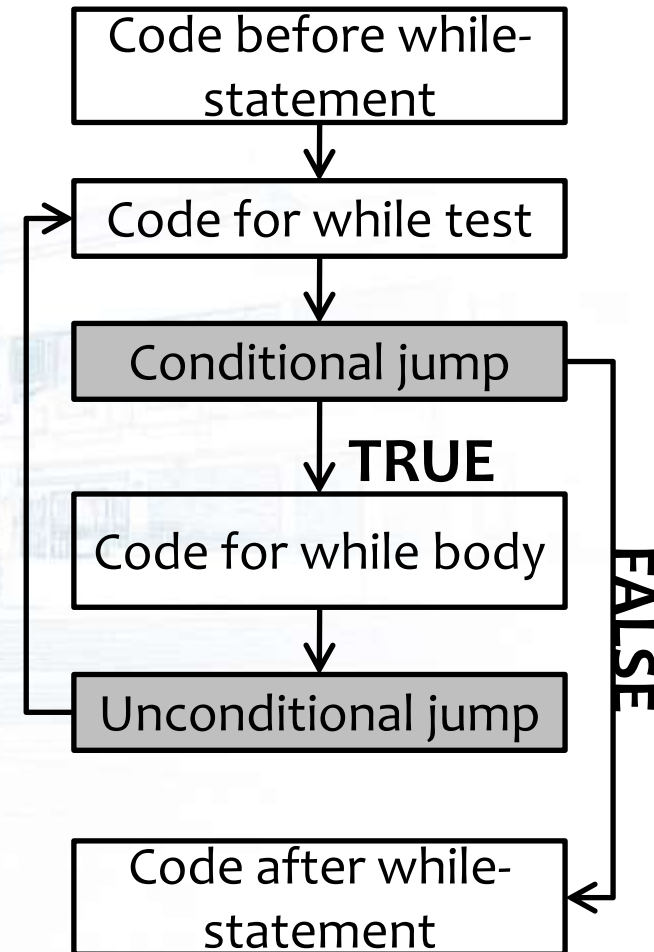 Code before while-
statement
Code for while test
Conditional jump
TRUE
Code for while body
FALSE
Unconditional jump
Code after while-
statement